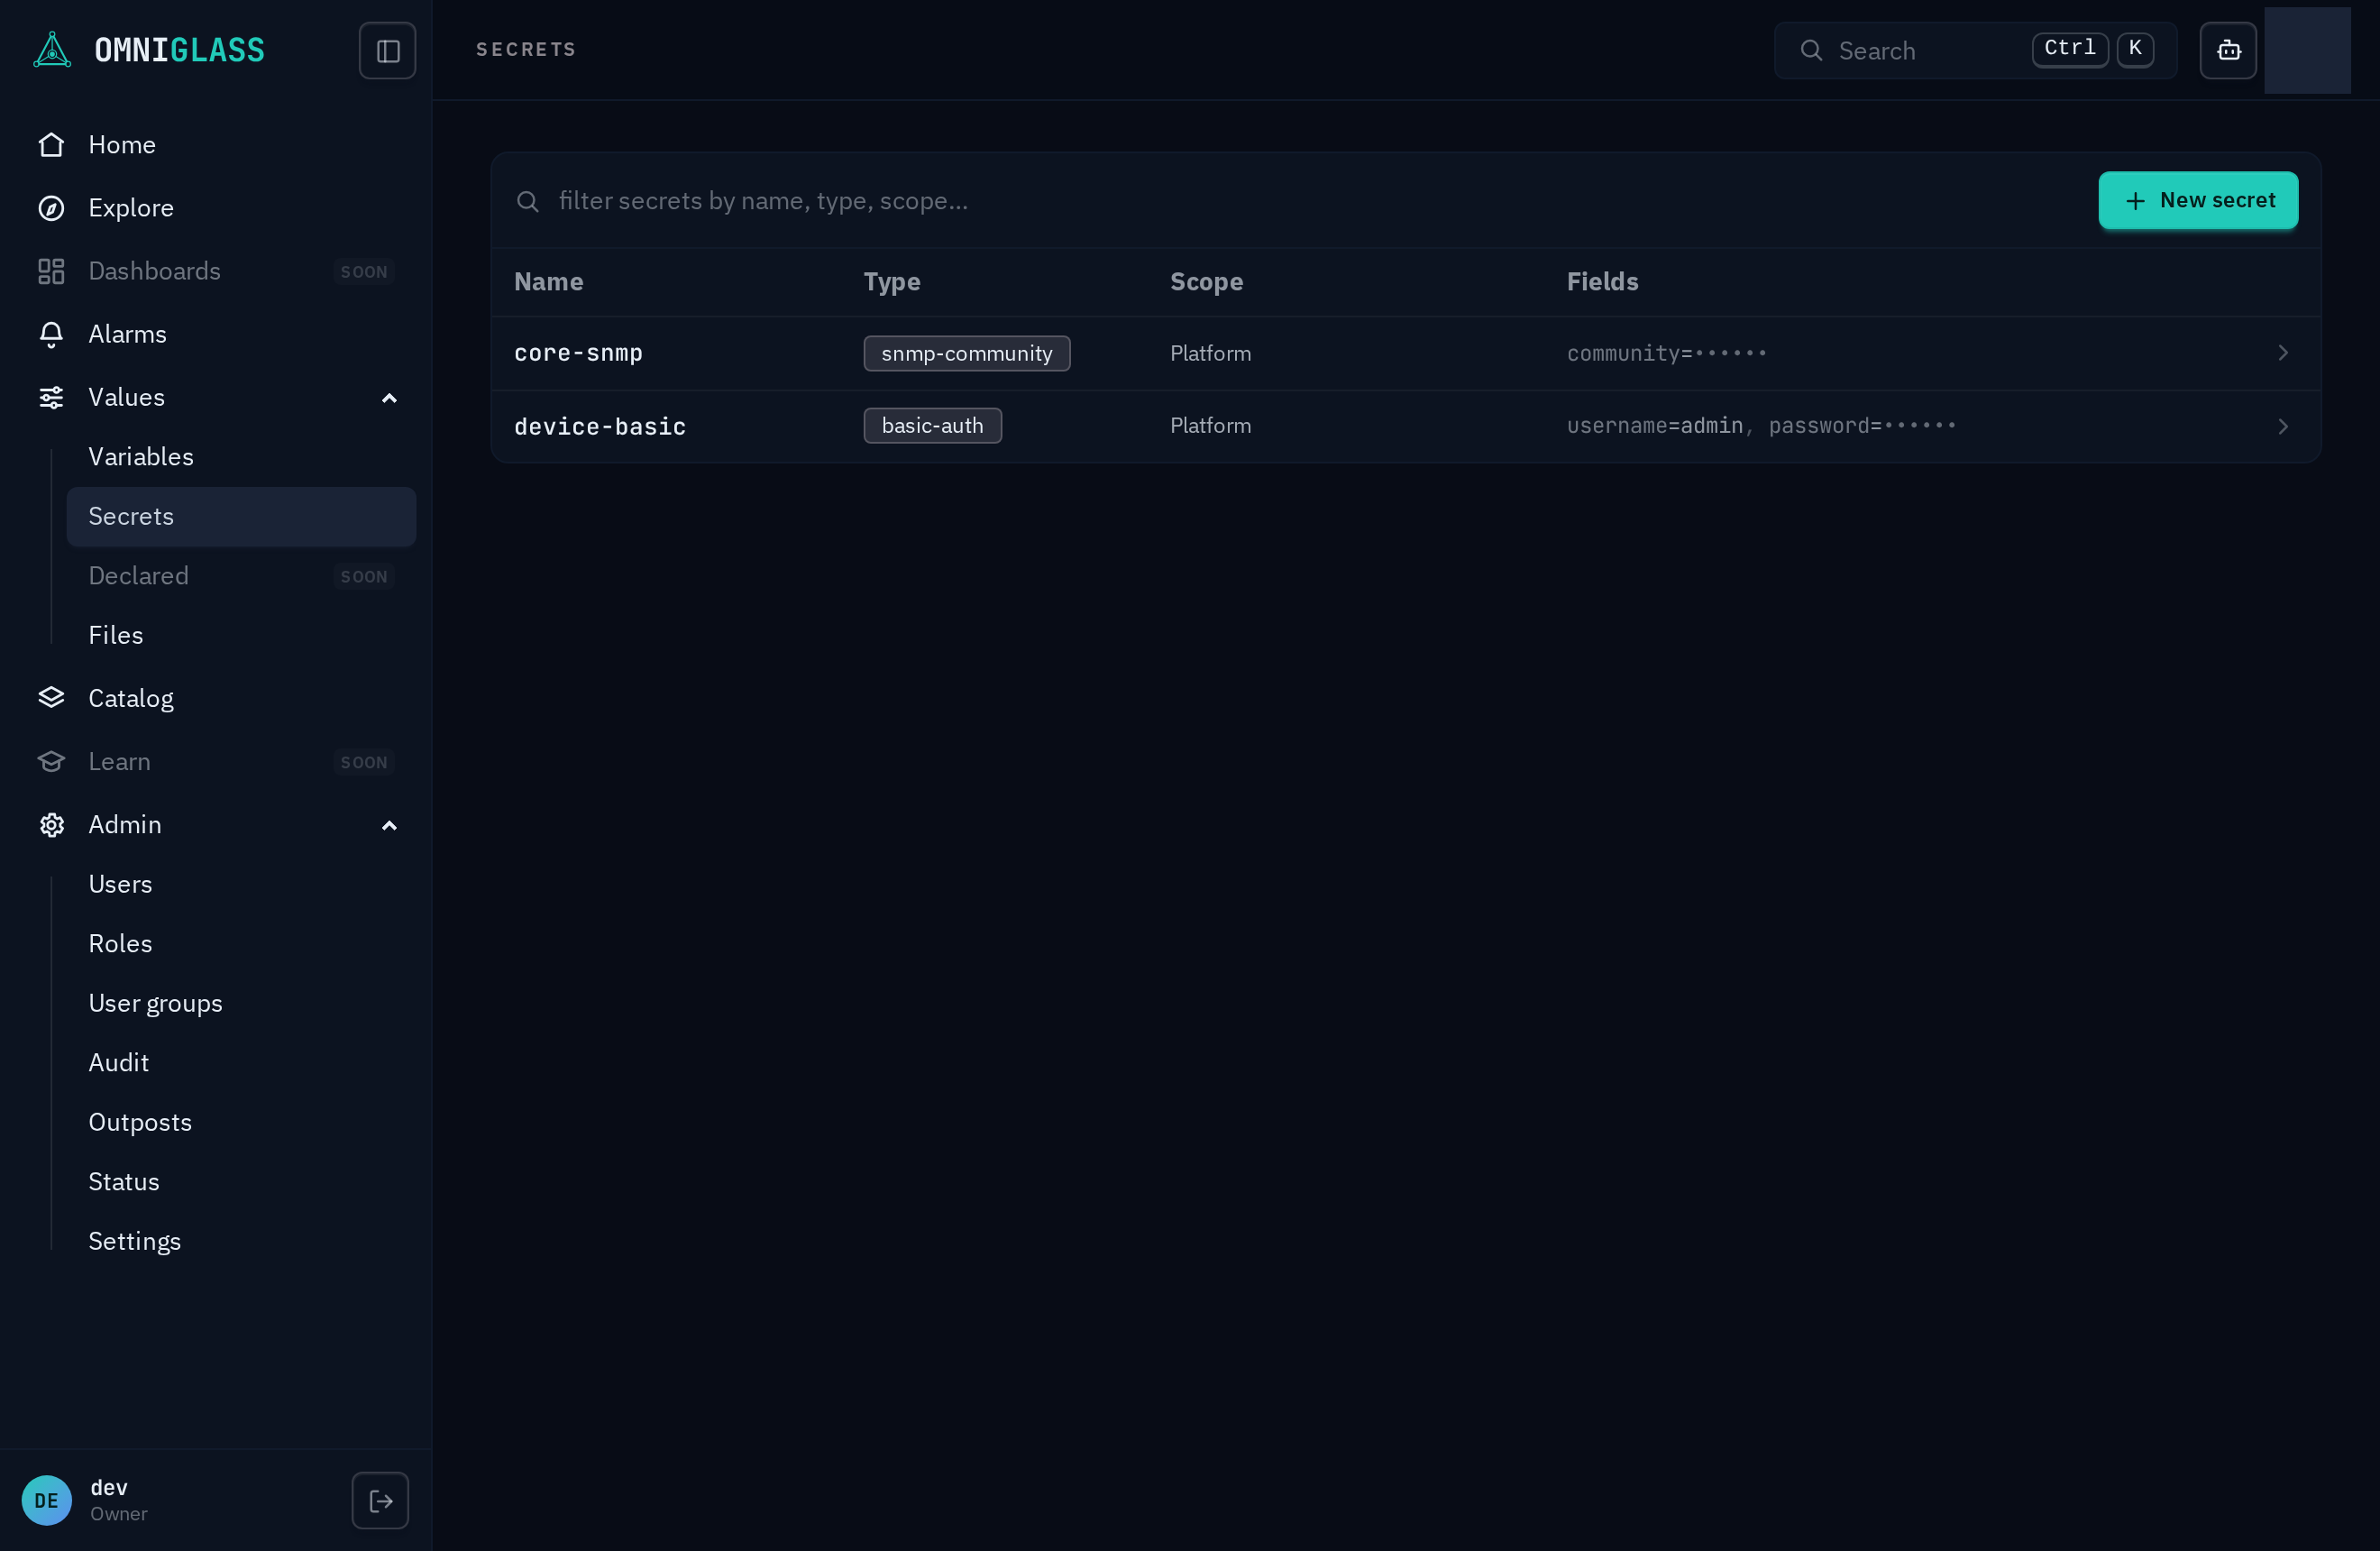 OMNIGLASS
Home
Explore
Dashboards SOON
Alarms
Values
Variables
Secrets
Declared SOON
Files
Catalog
Learn SOON
Admin
Users
Roles
User groups
Audit
Outposts
Status
Settings
DE dev
Owner
SECRETS
Search Ctrl K
filter secrets by name, type, scope... New secret
Name Type Scope Fields
core-snmp snmp-community Platform community=••••••
device-basic basic-auth Platform username=admin, password=••••••